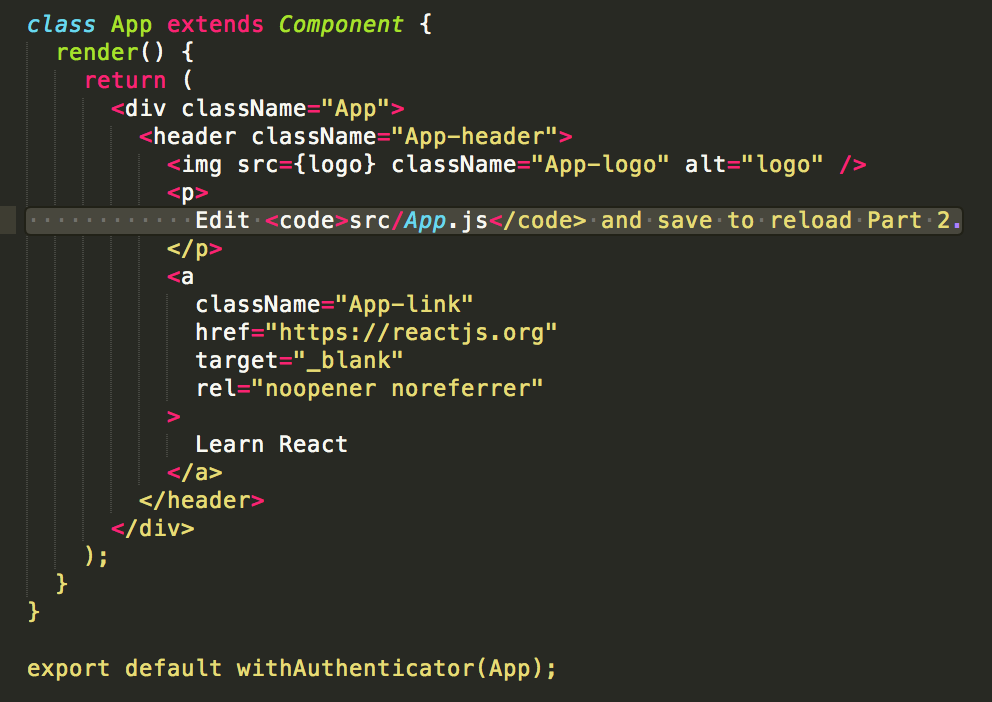 class App extends Component {
  render() {
    return (
      <div className="App">
        <header className="App-header">
          <img src={logo} className="App-logo" alt="logo" />
          <p>
            Edit <code>src/App.js</code> and save to reload Part 2.
          </p>
          <a
            className="App-link"
            href="https://reactjs.org"
            target="_blank"
            rel="noopener noreferrer"
          >
            Learn React
          </a>
        </header>
      </div>
    );
  }
}

export default withAuthenticator(App);